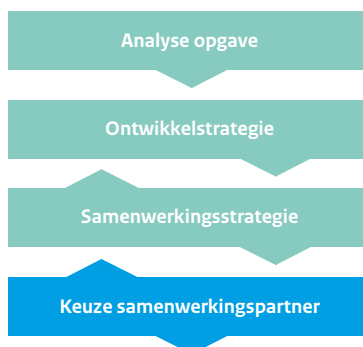 Analyse opgave
Ontwikkelstrategie
Samenwerkingsstrategie
Keuze samenwerkingspartner